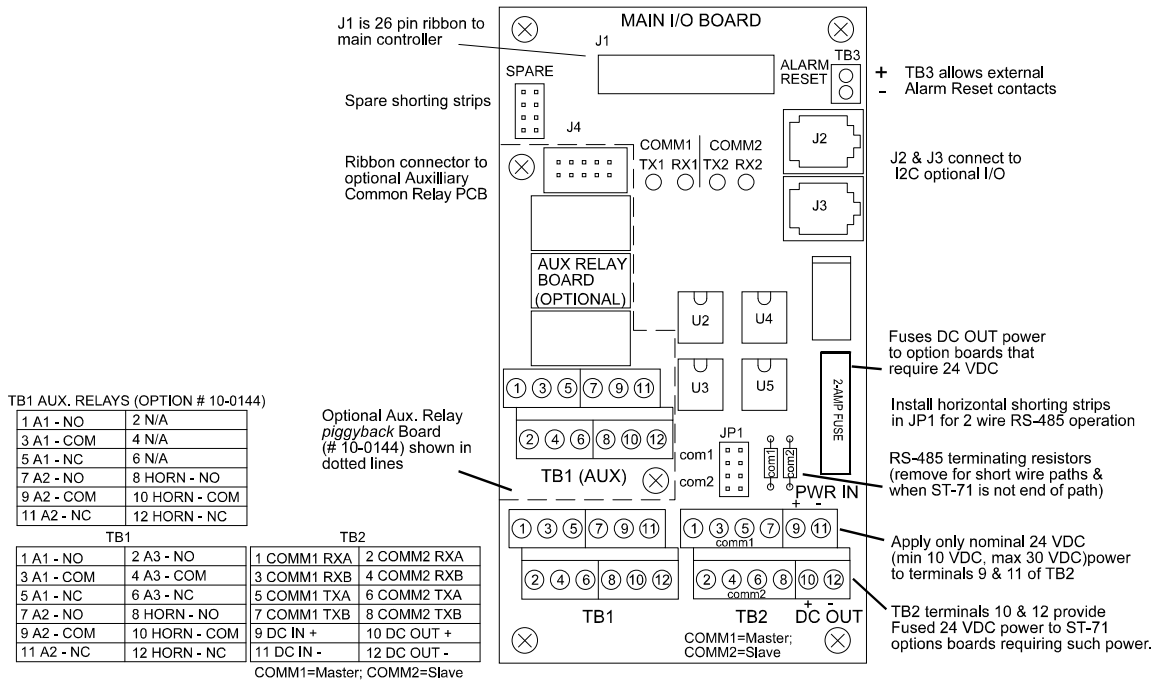 MAIN I/O BOARD
J1 is 26 pin ribbon to
main controller
J1
SPARE
Spare shorting strips
J4
Ribbon connector to
optional Auxilliary
Common Relay PCB
COMM1 COMM2
TX1 RX1 TX2 RX2
ALARM
RESET
TB3
+ TB3 allows external
- Alarm Reset contacts
J2
J3
J2 & J3 connect to
I2C optional I/O
AUX RELAY
BOARD
(OPTIONAL)
U2 U4
U3 U5
2-AMP FUSE
Fuses DC OUT power
to option boards that
require 24 VDC
Install horizontal shorting strips
in JP1 for 2 wire RS-485 operation
RS-485 terminating resistors
(remove for short wire paths &
when ST-71 is not end of path)
Apply only nominal 24 VDC
(min 10 VDC, max 30 VDC)power
to terminals 9 & 11 of TB2
TB2 terminals 10 & 12 provide
Fused 24 VDC power to ST-71
options boards requiring such power.
Optional Aux. Relay
piggyback Board
(# 10-0144) shown in
dotted lines
1 3 5 7 9 11
2 4 6 8 10 12
TB1 (AUX)
JP1
com1
com2
com1 com2
PWR IN
+ -
1 3 5 7 9 11
2 4 6 8 10 12
TB1
1 3 5 7 9 11
comm1
2 4 6 8 10 12
comm2
+ -
TB2 DC OUT
COMM1=Master;
COMM2=Slave
TB1 AUX. RELAYS (OPTION # 10-0144)
1 A1 - NO 2 N/A
3 A1 - COM 4 N/A
5 A1 - NC 6 N/A
7 A2 - NO 8 HORN - NO
9 A2 - COM 10 HORN - COM
11 A2 - NC 12 HORN - NC
TB1
1 A1 - NO 2 A3 - NO
3 A1 - COM 4 A3 - COM
5 A1 - NC 6 A3 - NC
7 A2 - NO 8 HORN - NO
9 A2 - COM 10 HORN - COM
11 A2 - NC 12 HORN - NC
TB2
1 COMM1 RXA 2 COMM2 RXA
3 COMM1 RXB 4 COMM2 RXB
5 COMM1 TXA 6 COMM2 TXA
7 COMM1 TXB 8 COMM2 TXB
9 DC IN + 10 DC OUT +
11 DC IN - 12 DC OUT -
COMM1=Master; COMM2=Slave